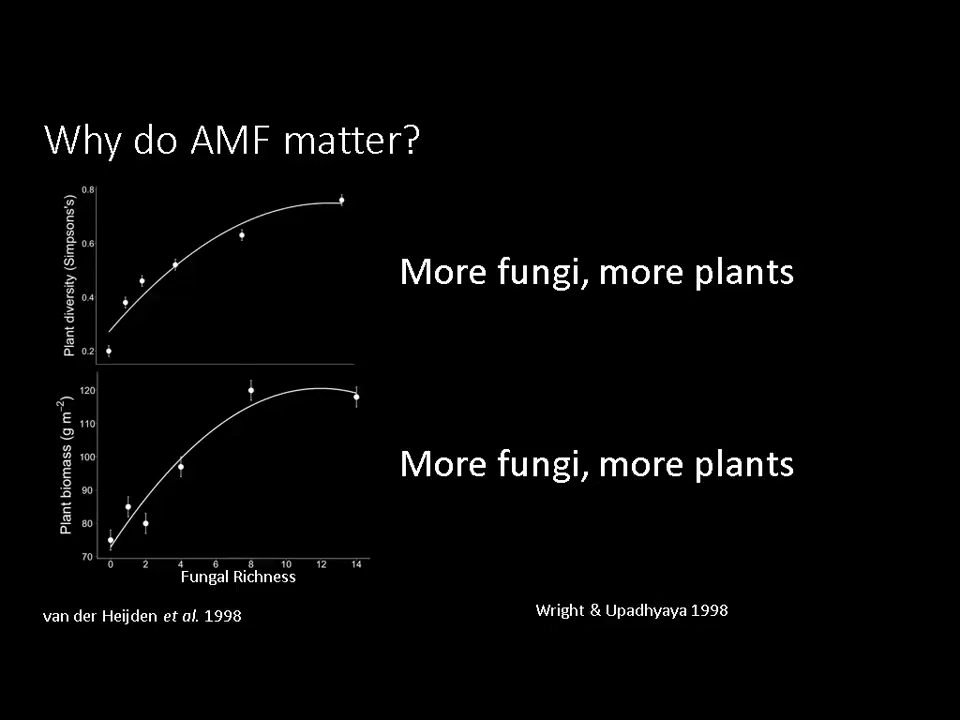 Why do AMF matter?
Plant diversity (Simpsons's)
0.8
0.6
0.4
0.2
More fungi, more plants
Plant biomass (g m⁻²)
120
110
100
90
80
70
0 2 4 6 8 10 12 14
Fungal Richness
More fungi, more plants
van der Heijden et al. 1998
Wright & Upadhyaya 1998